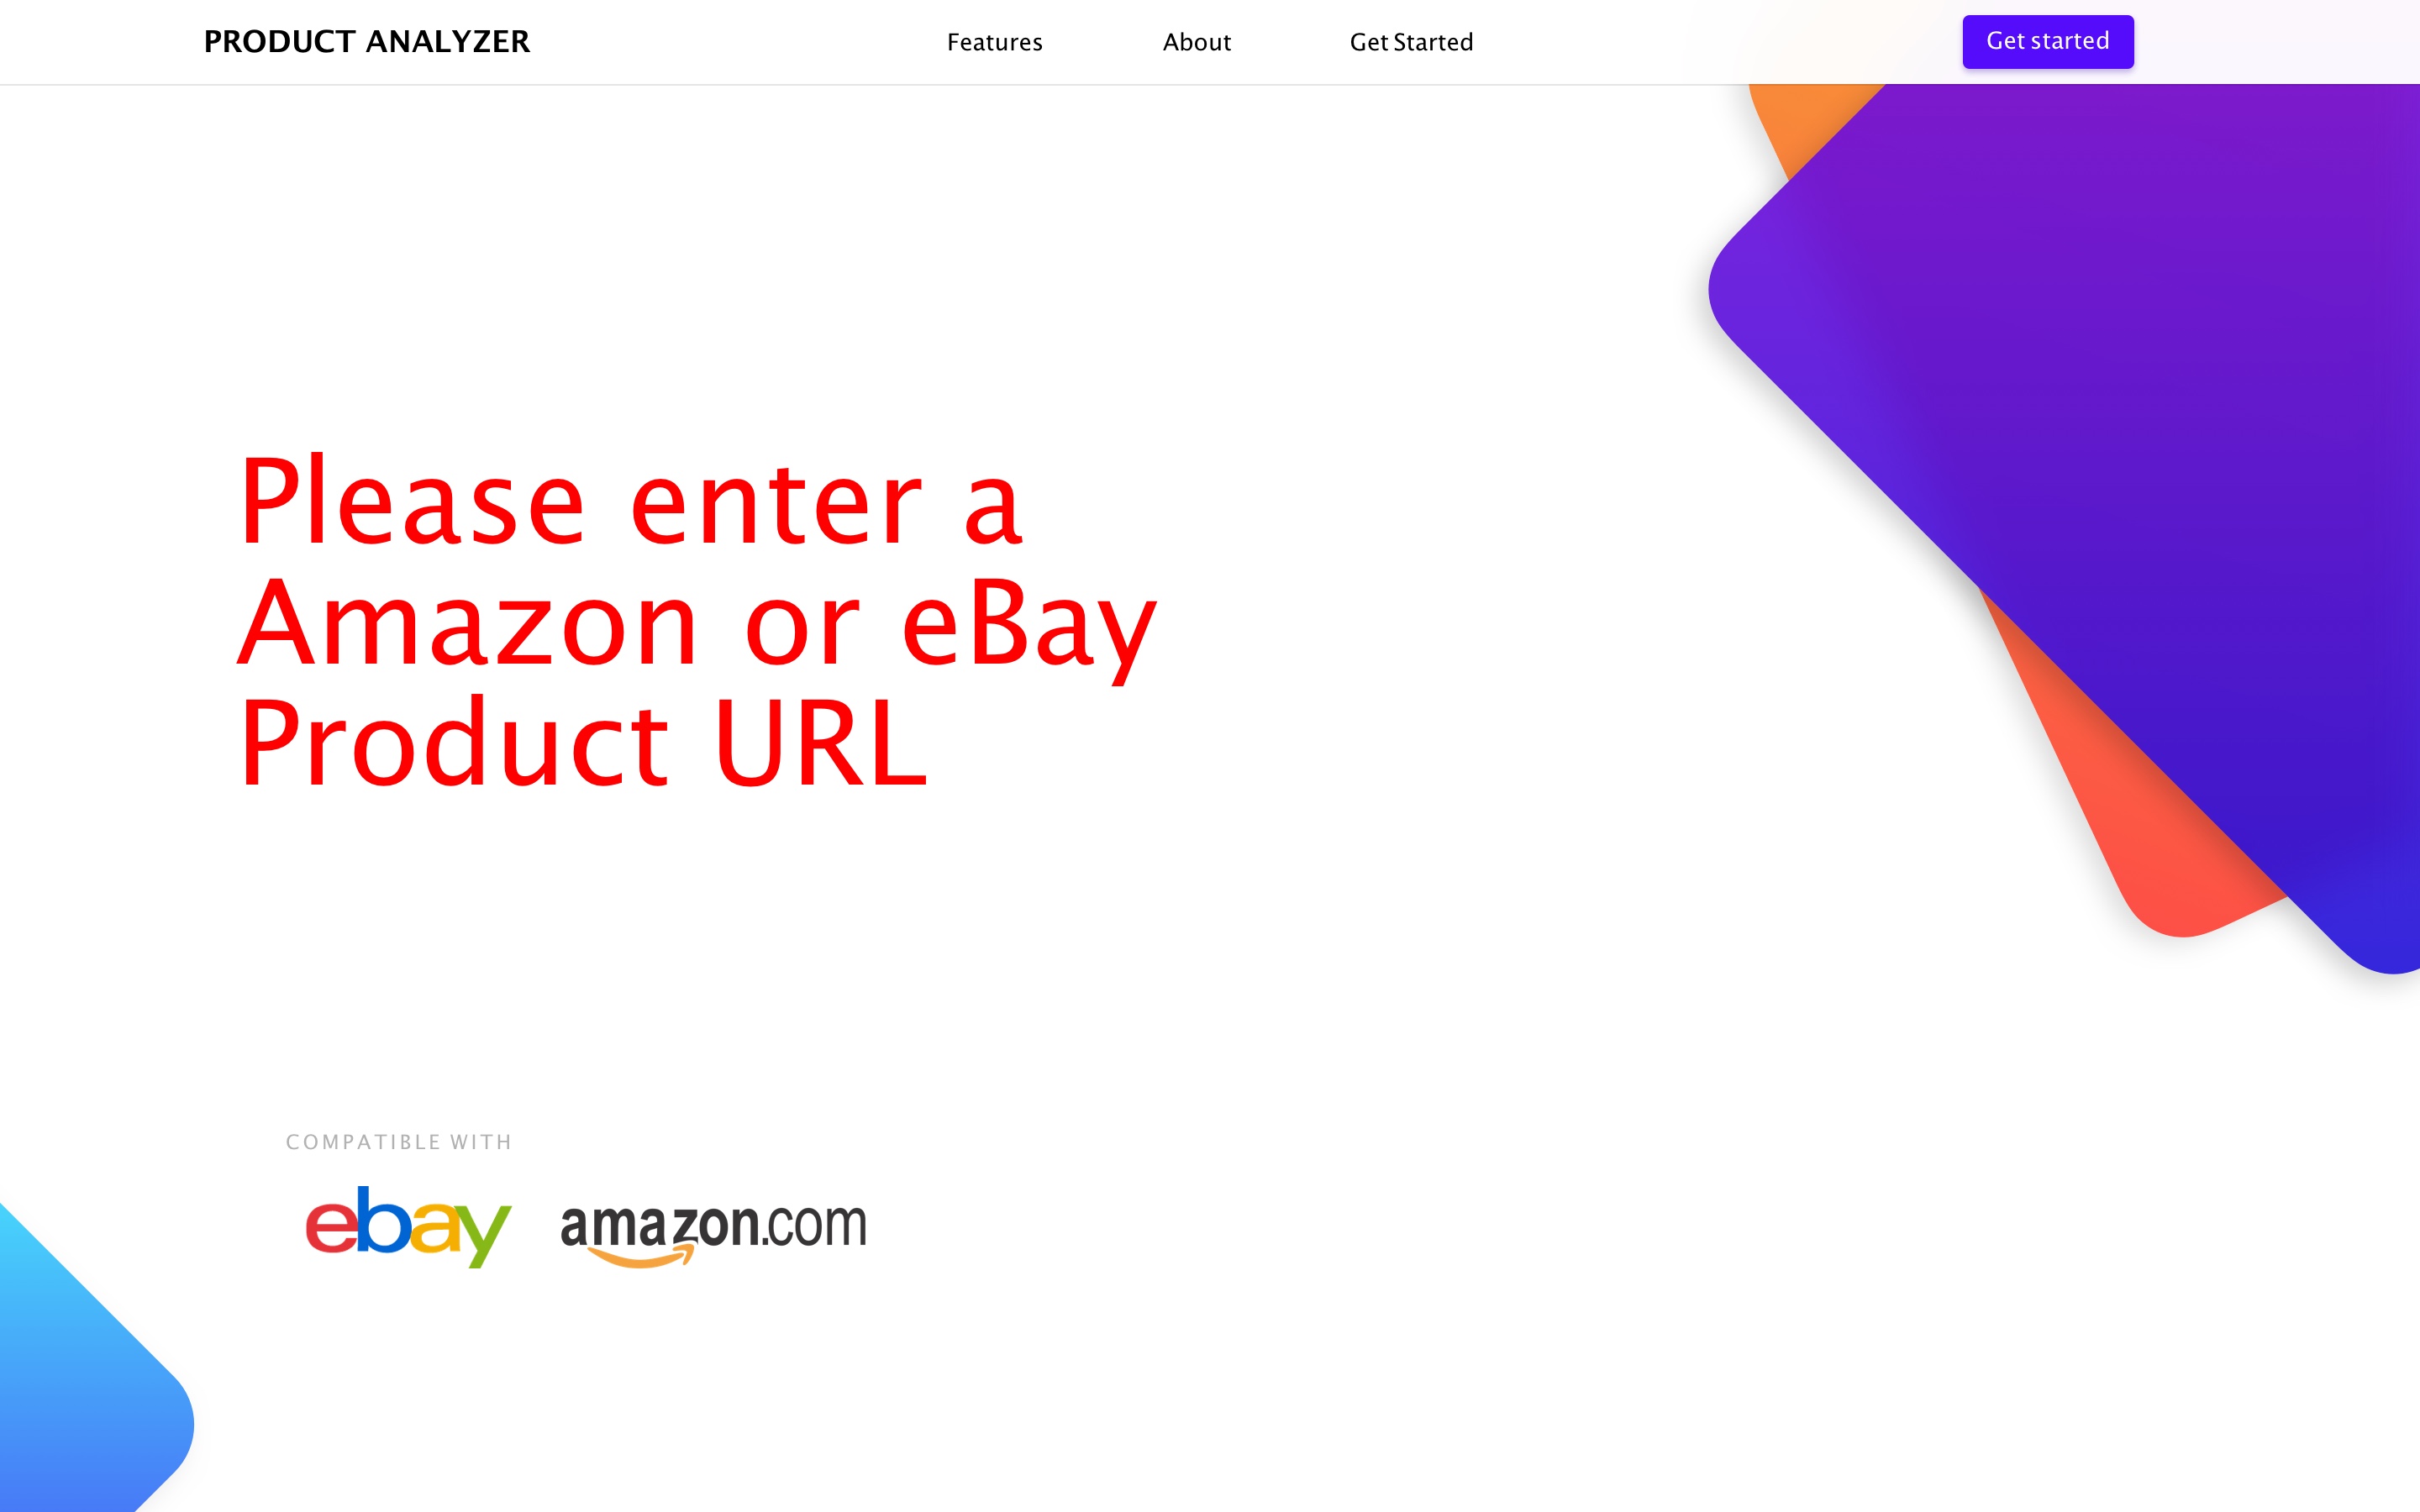 PRODUCT ANALYZER
Features
About
Get Started
Get started
Please enter a
Amazon or eBay
Product URL
COMPATIBLE WITH
ebay
amazon.com